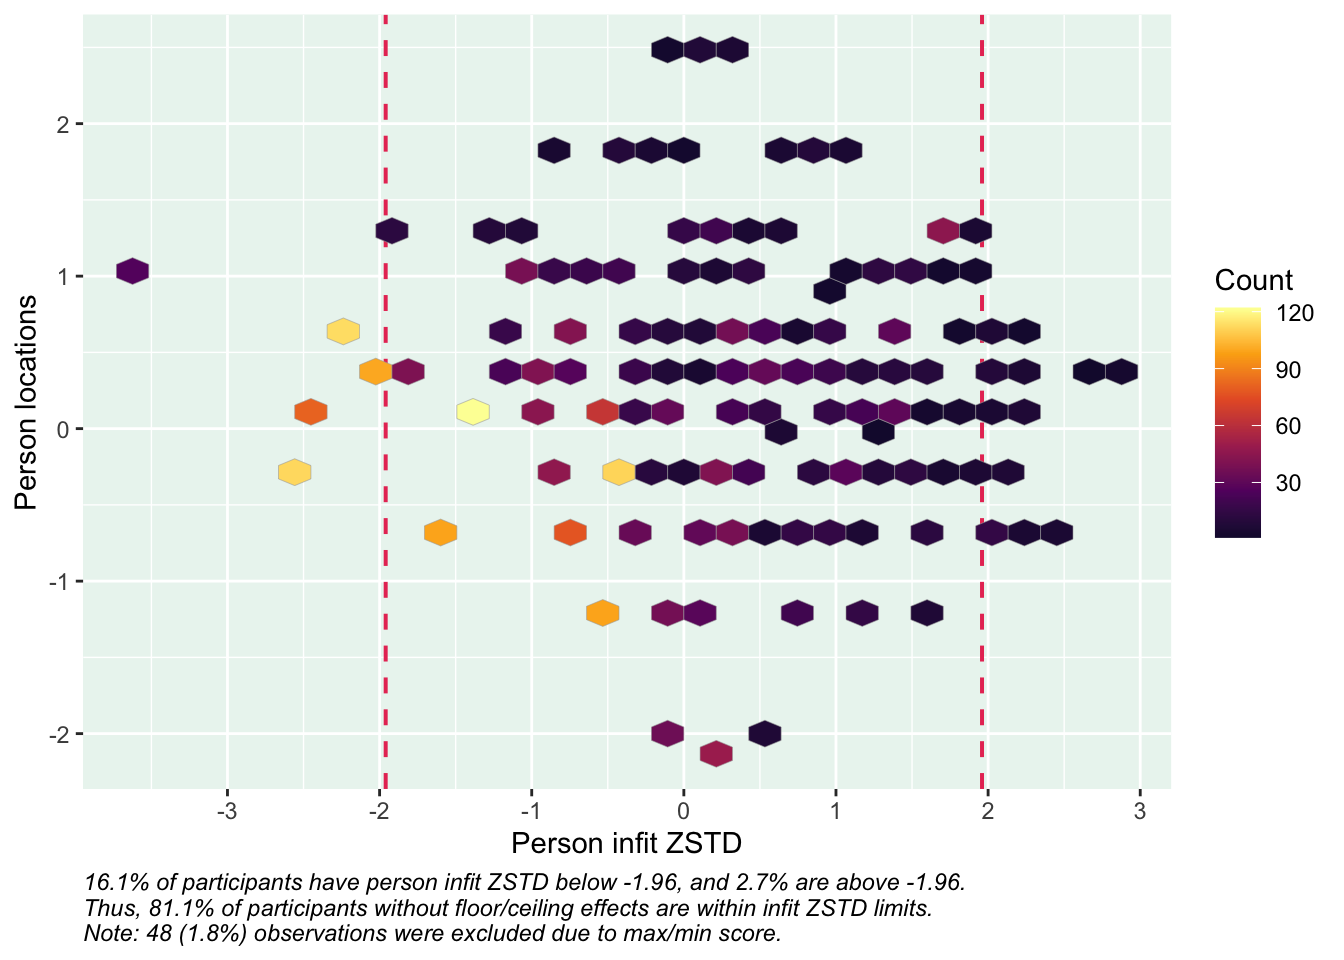 2
1
0
-1
-2
Person locations
-3
-2
-1
0
1
2
3
Person infit ZSTD
Count
120
90
60
30
16.1% of participants have person infit ZSTD below -1.96, and 2.7% are above -1.96.
Thus, 81.1% of participants without floor/ceiling effects are within infit ZSTD limits.
Note: 48 (1.8%) observations were excluded due to max/min score.